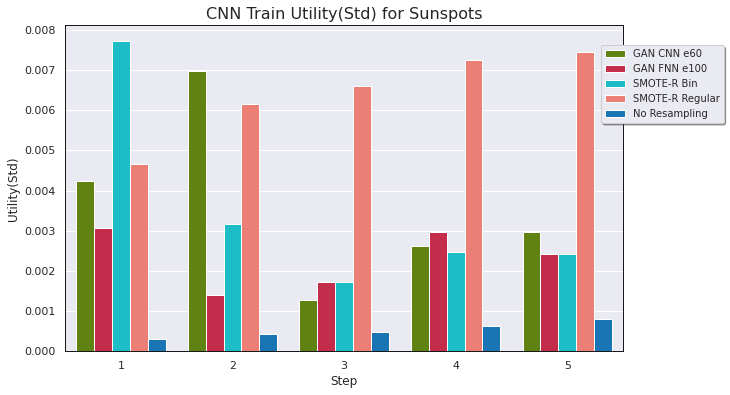 CNN Train Utility(Std) for Sunspots
0.008
0.007
0.006
0.005
0.004
0.003
0.002
0.001
0.000
Utility(Std)
1 2 3 4 5
Step
GAN CNN e60
GAN FNN e100
SMOTE-R Bin
SMOTE-R Regular
No Resampling